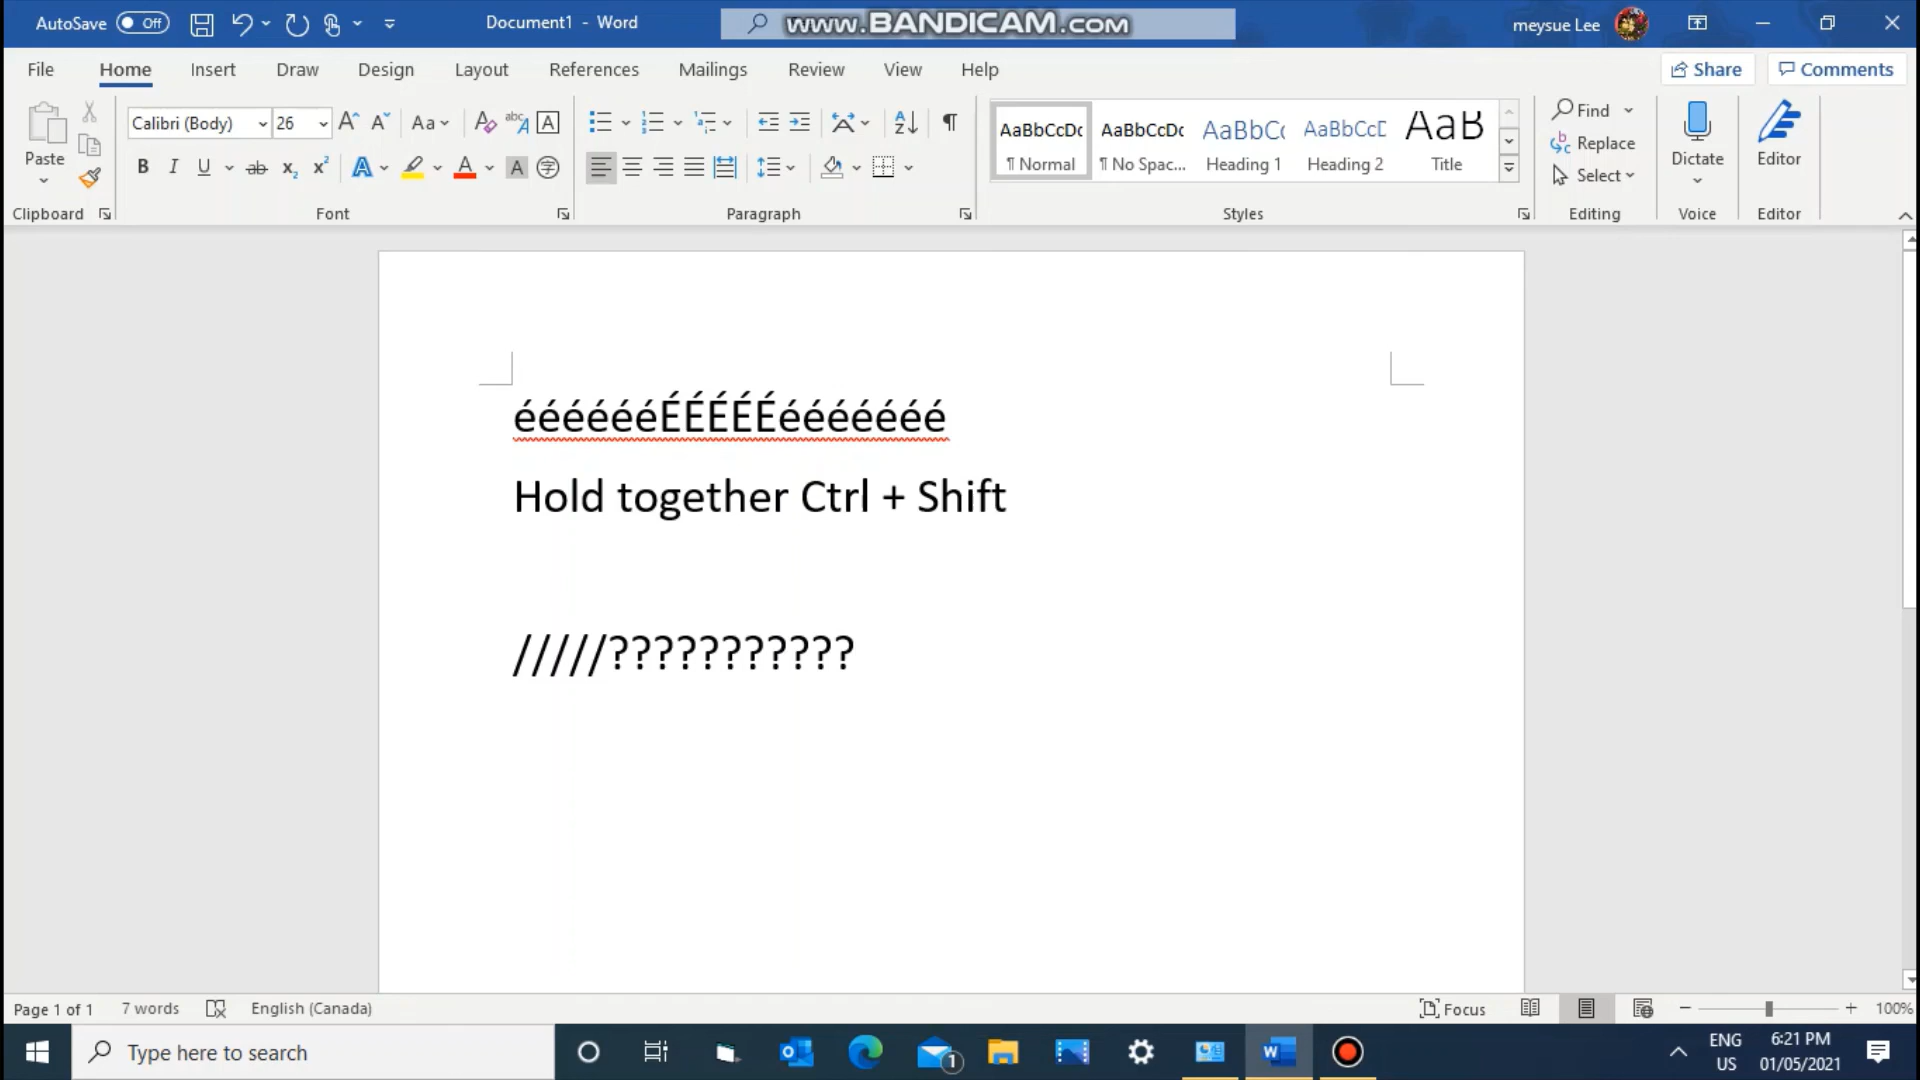 AutoSave Off Document1 - Word www.BANDICAM.com meysue Lee
File Home Insert Draw Design Layout References Mailings Review View Help Share Comments
Calibri (Body) 26 Aa AaBbCcDc AaBbCcDc AaBbCc AaBbCcD AaB Find
Paste ¶ Normal ¶ No Spac... Heading 1 Heading 2 Title Replace Dictate Editor
Select
Clipboard Font Paragraph Styles Editing Voice Editor
ééééééÉÉÉÉÉééééééé
Hold together Ctrl + Shift
/////???????????
Page 1 of 1 7 words English (Canada) Focus 100%
Type here to search 1 ENG 6:21 PM
US 01/05/2021